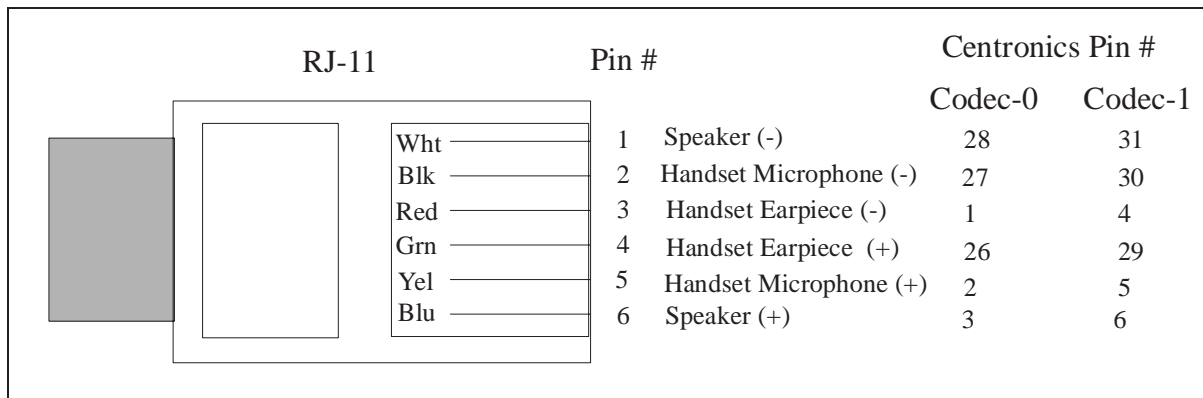 RJ-11 Pin # Centronics Pin #
Codec-0 Codec-1
Wht 1 Speaker (-) 28 31
Blk 2 Handset Microphone (-) 27 30
Red 3 Handset Earpiece (-) 1 4
Grn 4 Handset Earpiece (+) 26 29
Yel 5 Handset Microphone (+) 2 5
Blu 6 Speaker (+) 3 6